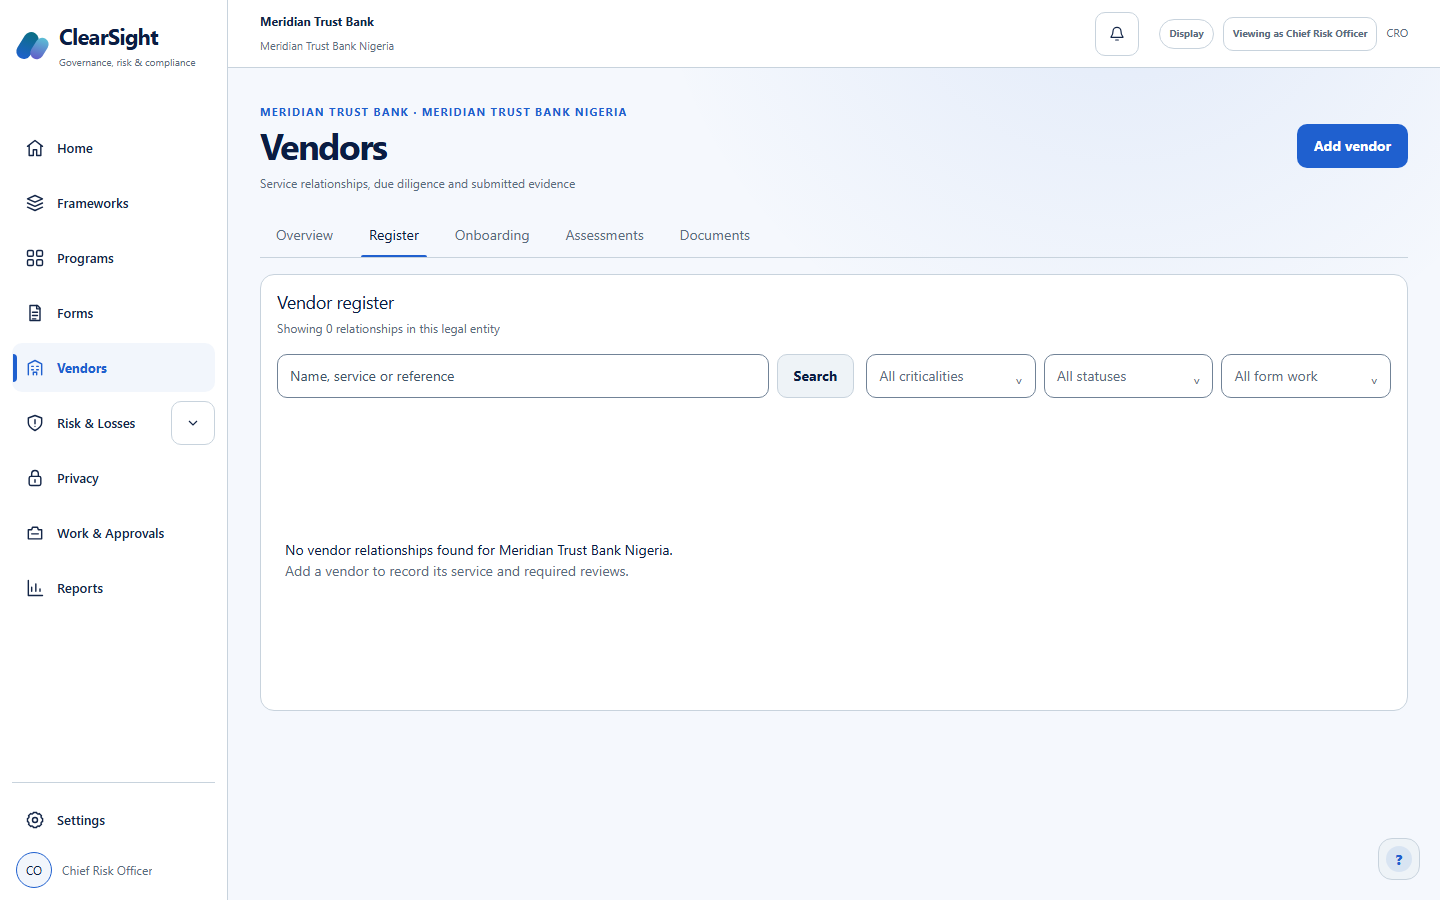 ClearSight
Governance, risk & compliance
Meridian Trust Bank
Meridian Trust Bank Nigeria
Display
Viewing as Chief Risk Officer
CRO
Home
Frameworks
Programs
Forms
Vendors
Risk & Losses
Privacy
Work & Approvals
Reports
Settings
CO
Chief Risk Officer
MERIDIAN TRUST BANK · MERIDIAN TRUST BANK NIGERIA
Vendors
Service relationships, due diligence and submitted evidence
Add vendor
Overview
Register
Onboarding
Assessments
Documents
Vendor register
Showing 0 relationships in this legal entity
Name, service or reference
Search
All criticalities
All statuses
All form work
No vendor relationships found for Meridian Trust Bank Nigeria.
Add a vendor to record its service and required reviews.
?